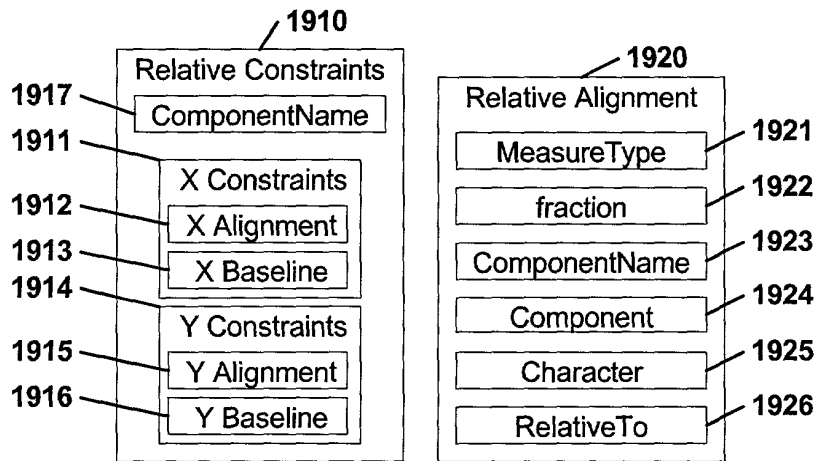 1910
Relative Constraints
1917
ComponentName
1911
X Constraints
1912
X Alignment
1913
X Baseline
1914
Y Constraints
1915
Y Alignment
1916
Y Baseline
1920
Relative Alignment
1921
MeasureType
1922
fraction
1923
ComponentName
1924
Component
1925
Character
1926
RelativeTo